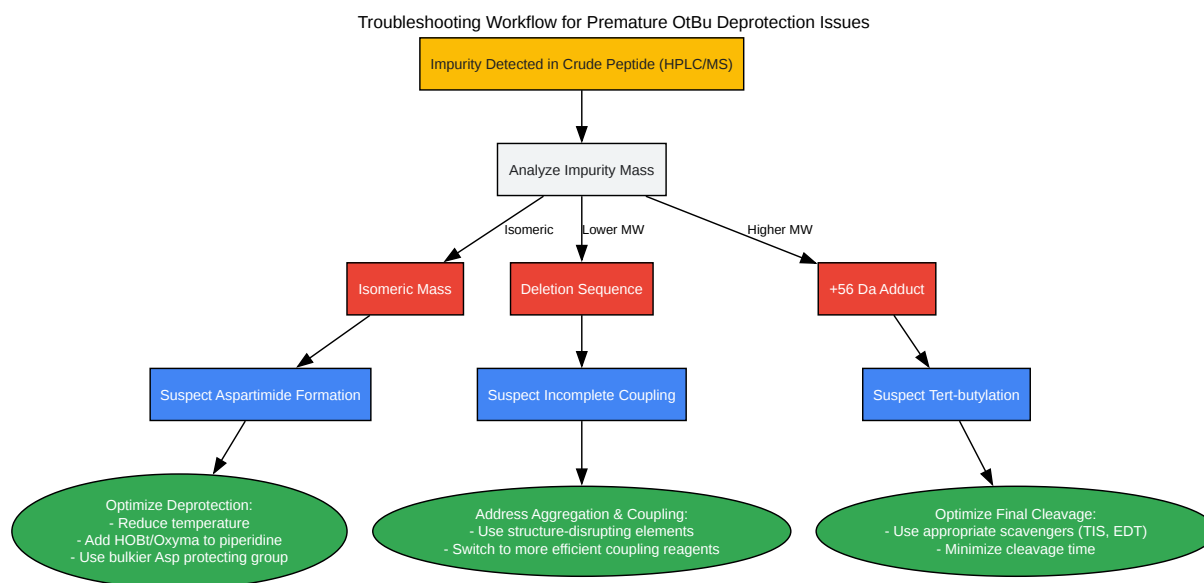 Troubleshooting Workflow for Premature OtBu Deprotection Issues
Impurity Detected in Crude Peptide (HPLC/MS)
Analyze Impurity Mass
Isomeric
Lower MW
Higher MW
Isomeric Mass
Deletion Sequence
+56 Da Adduct
Suspect Aspartimide Formation
Suspect Incomplete Coupling
Suspect Tert-butylation
Optimize Deprotection:
- Reduce temperature
- Add HOBt/Oxyma to piperidine
- Use bulkier Asp protecting group
Address Aggregation & Coupling:
- Use structure-disrupting elements
- Switch to more efficient coupling reagents
Optimize Final Cleavage:
- Use appropriate scavengers (TIS, EDT)
- Minimize cleavage time